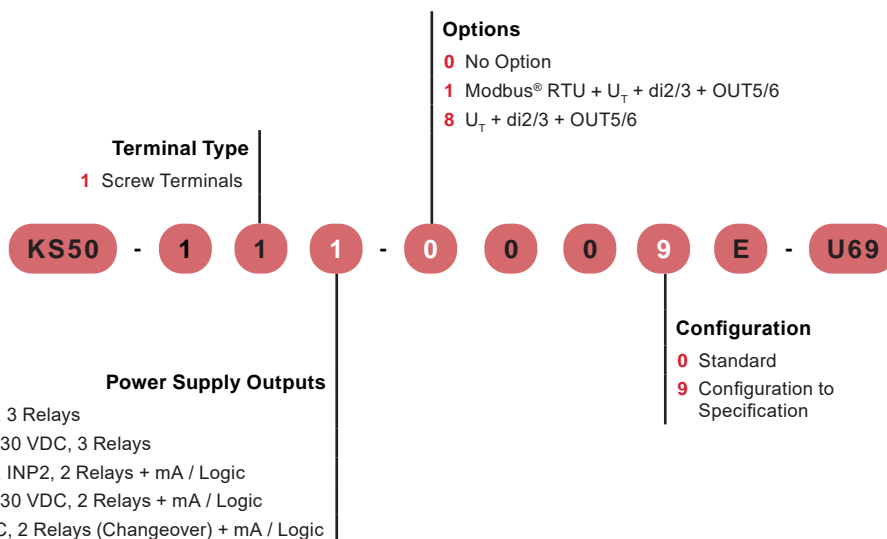 Options
0 No Option
1 Modbus® RTU + U_T + di2/3 + OUT5/6
8 U_T + di2/3 + OUT5/6
Terminal Type
1 Screw Terminals
KS50 - 1 1 1 - 0 0 0 9 E - U69
Configuration
0 Standard
9 Configuration to
Specification
Power Supply Outputs
, 3 Relays
30 VDC, 3 Relays
INP2, 2 Relays + mA / Logic
30 VDC, 2 Relays + mA / Logic
C, 2 Relays (Changeover) + mA / Logic